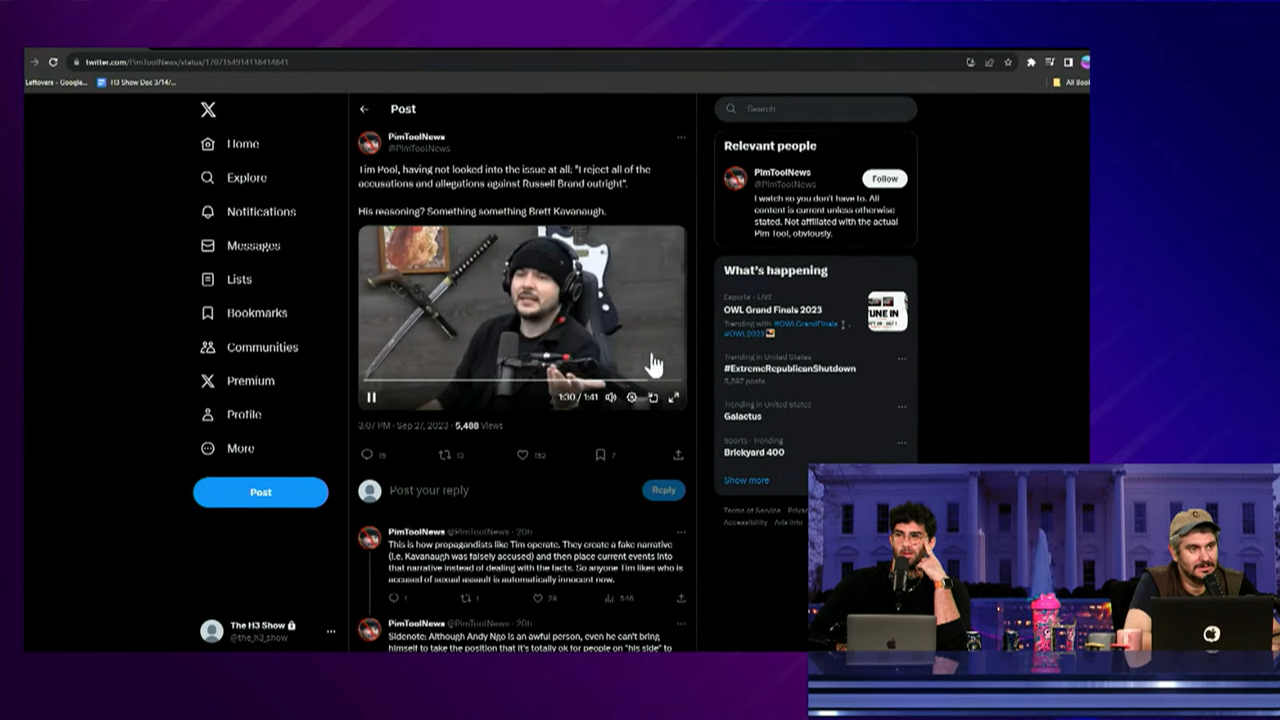 twitter.com/PimToolNews/status/1707154914118414841
Leftovers - Google...
H3 Show Doc 3/14/...
All Boo
Home
Explore
Notifications
Messages
Lists
Bookmarks
Communities
Premium
Profile
More
Post
The H3 Show
@the_h3_show
Post
PimToolNews
@PimToolNews
Tim Pool, having not looked into the issue at all: "I reject all of the
accusations and allegations against Russell Brand outright".
His reasoning? Something something Brett Kavanaugh.
1:30 / 1:41
3:07 PM · Sep 27, 2023 · 5,488 Views
15
13
152
7
Post your reply
Reply
PimToolNews @PimToolNews · 20h
This is how propagandists like Tim operate. They create a fake narrative
(i.e. Kavanaugh was falsely accused) and then place current events into
that narrative instead of dealing with the facts. So anyone Tim likes who is
accused of sexual assault is automatically innocent now.
1
1
28
546
PimToolNews @PimToolNews · 20h
Sidenote: Although Andy Ngo is an awful person, even he can't bring
himself to take the position that it's totally ok for people on "his side" to
Search
Relevant people
PimToolNews
@PimToolNews
Follow
I watch so you don't have to. All
content is current unless otherwise
stated. Not affiliated with the actual
Pim Tool, obviously.
What's happening
Esports · LIVE
OWL Grand Finals 2023
Trending with #OWLGrandFinals,
#OWL2023
TUNE IN
Trending in United States
#ExtremeRepublicanShutdown
5,587 posts
Trending in United States
Galactus
Sports · Trending
Brickyard 400
Show more
Terms of Service
Accessibility Ads info